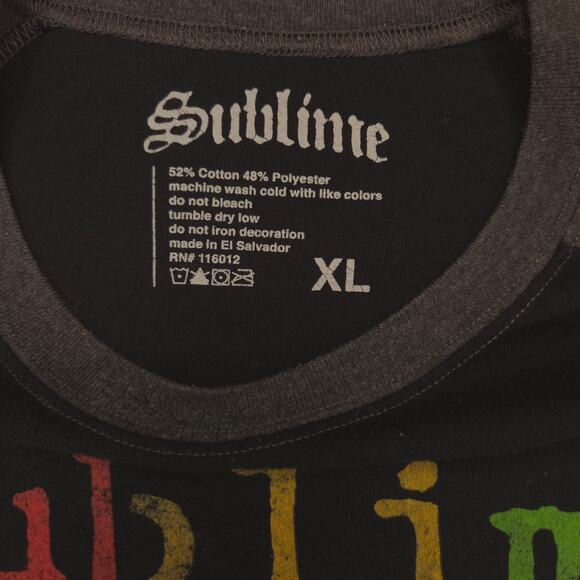 Sublime
52% Cotton 48% Polyester
machine wash cold with like colors
do not bleach
tumble dry low
do not iron decoration
made in El Salvador
RN# 116012
XL
ublim